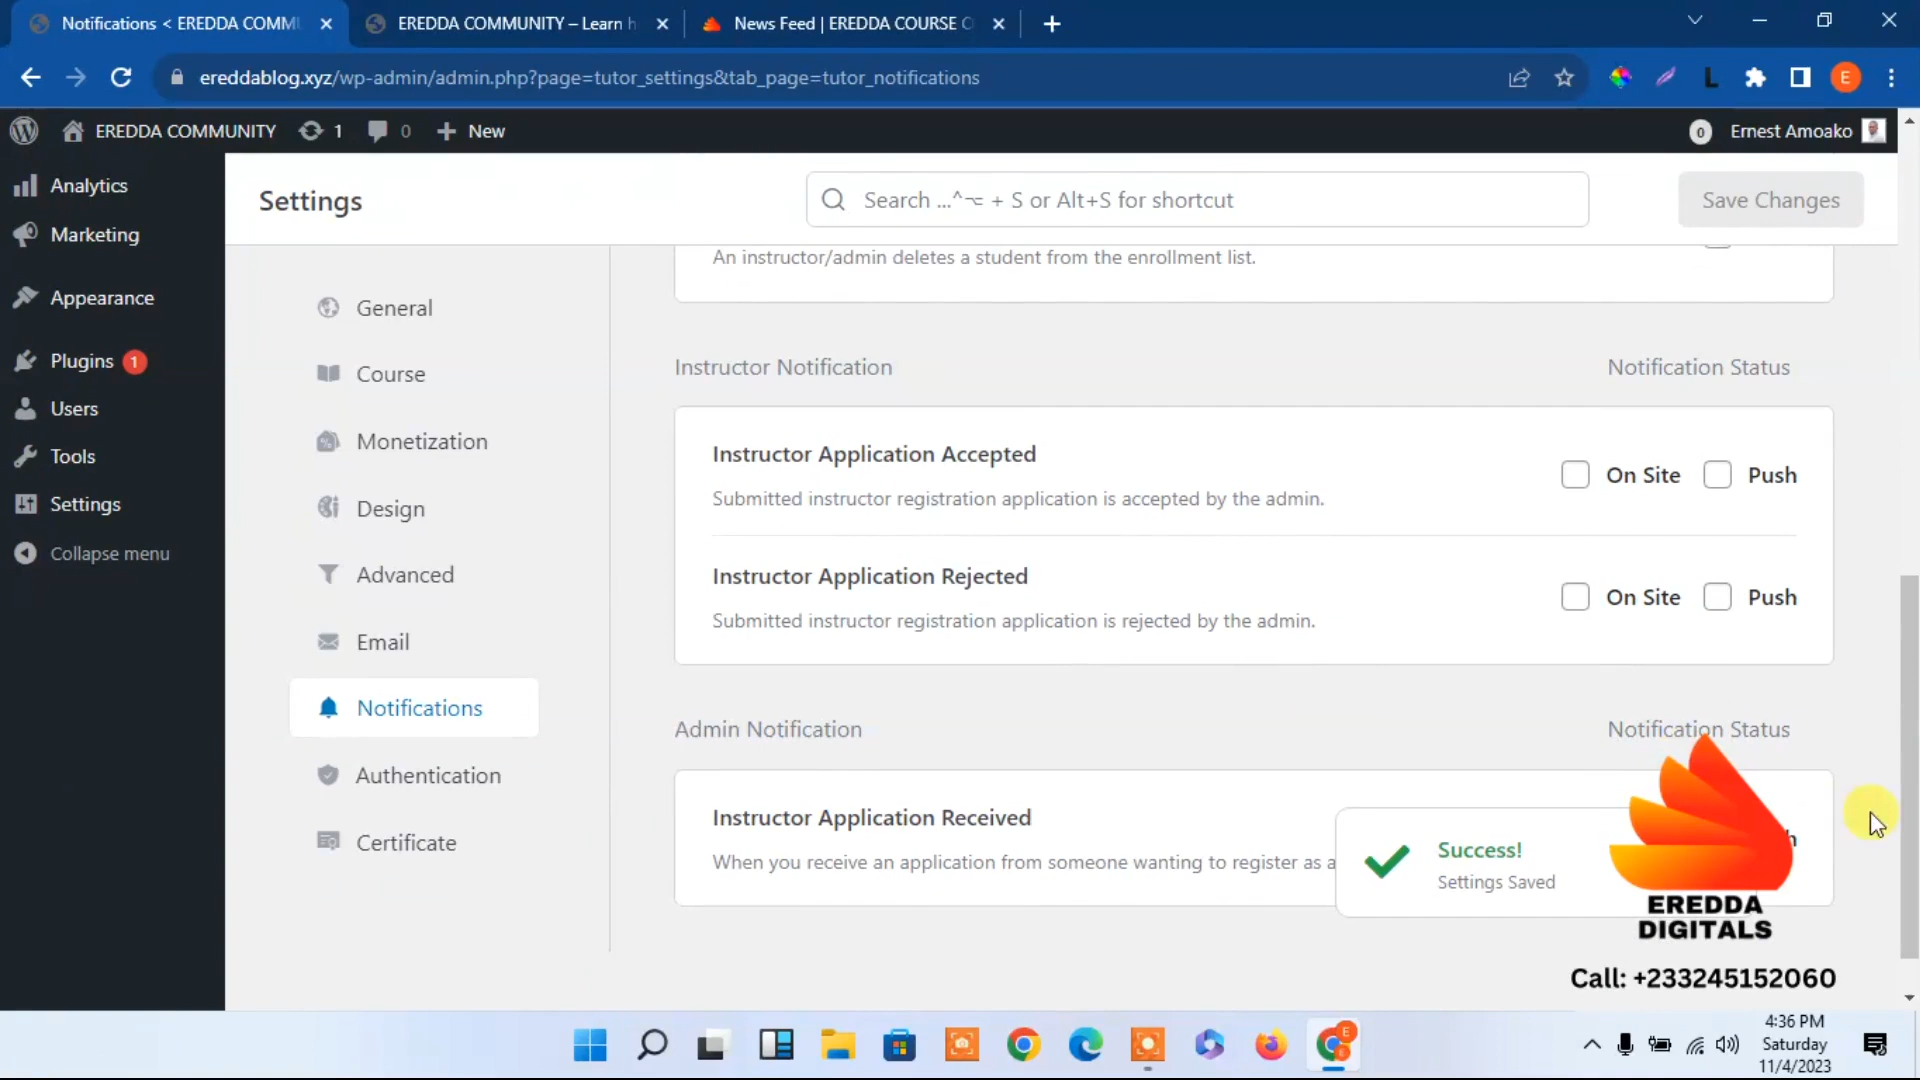 Notifications < EREDDA COMMU
EREDDA COMMUNITY – Learn h
News Feed | EREDDA COURSE C
ereddablog.xyz/wp-admin/admin.php?page=tutor_settings&tab_page=tutor_notifications
L
E
EREDDA COMMUNITY
1
0
New
0
Ernest Amoako
Analytics
Marketing
Appearance
Plugins 1
Users
Tools
Settings
Collapse menu
Settings
Search ...^⌥ + S or Alt+S for shortcut
Save Changes
General
Course
Monetization
Design
Advanced
Email
Notifications
Authentication
Certificate
An instructor/admin deletes a student from the enrollment list.
Instructor Notification
Notification Status
Instructor Application Accepted
Submitted instructor registration application is accepted by the admin.
On Site
Push
Instructor Application Rejected
Submitted instructor registration application is rejected by the admin.
On Site
Push
Admin Notification
Notification Status
Instructor Application Received
When you receive an application from someone wanting to register as a
Success!
Settings Saved
EREDDA
DIGITALS
Call: +233245152060
4:36 PM
Saturday
11/4/2023